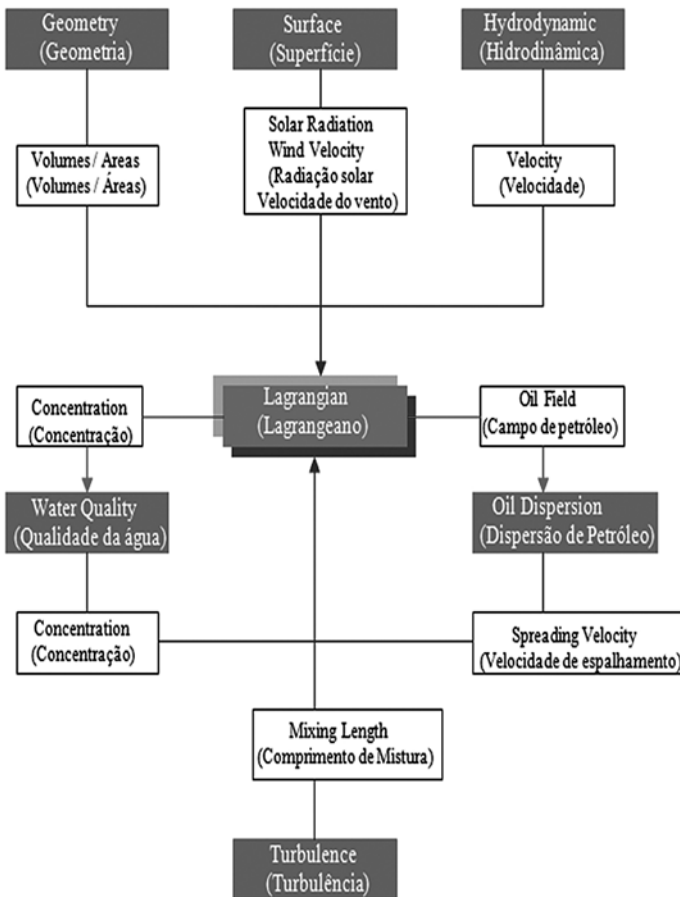 Geometry
(Geometria)
Surface
(Superfície)
Hydrodynamic
(Hidrodinâmica)
Volumes / Areas
(Volumes / Áreas)
Solar Radiation
Wind Velocity
(Radiação solar
Velocidade do vento)
Velocity
(Velocidade)
Concentration
(Concentração)
Lagrangian
(Lagrangeano)
Oil Field
(Campo de petróleo)
Water Quality
(Qualidade da água)
Oil Dispersion
(Dispersão de Petróleo)
Concentration
(Concentração)
Spreading Velocity
(Velocidade de espalhamento)
Mixing Length
(Comprimento de Mistura)
Turbulence
(Turbulência)